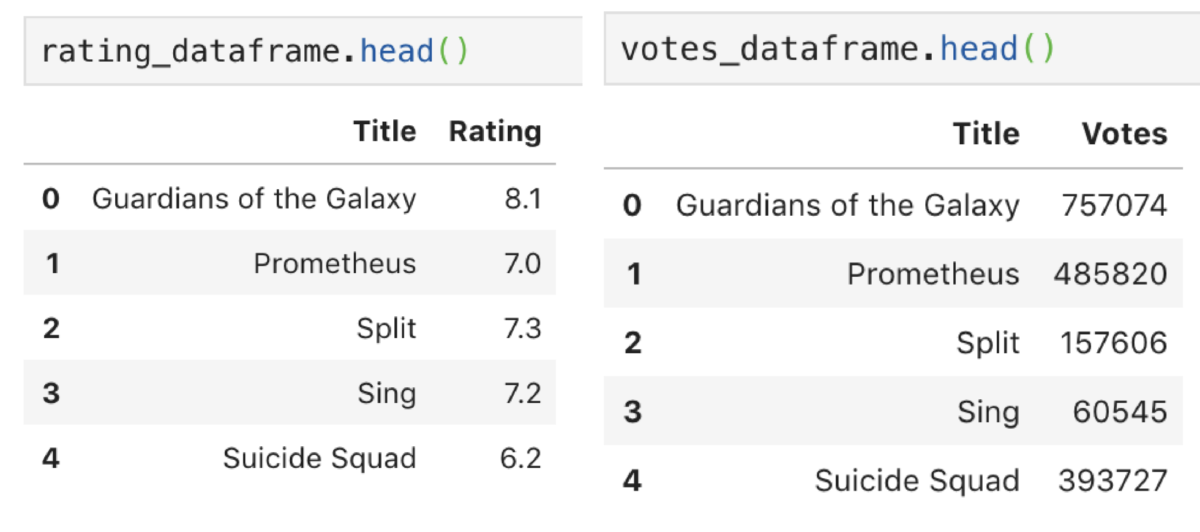 rating_dataframe.head()
Title Rating
0 Guardians of the Galaxy 8.1
1 Prometheus 7.0
2 Split 7.3
3 Sing 7.2
4 Suicide Squad 6.2
votes_dataframe.head()
Title Votes
0 Guardians of the Galaxy 757074
1 Prometheus 485820
2 Split 157606
3 Sing 60545
4 Suicide Squad 393727